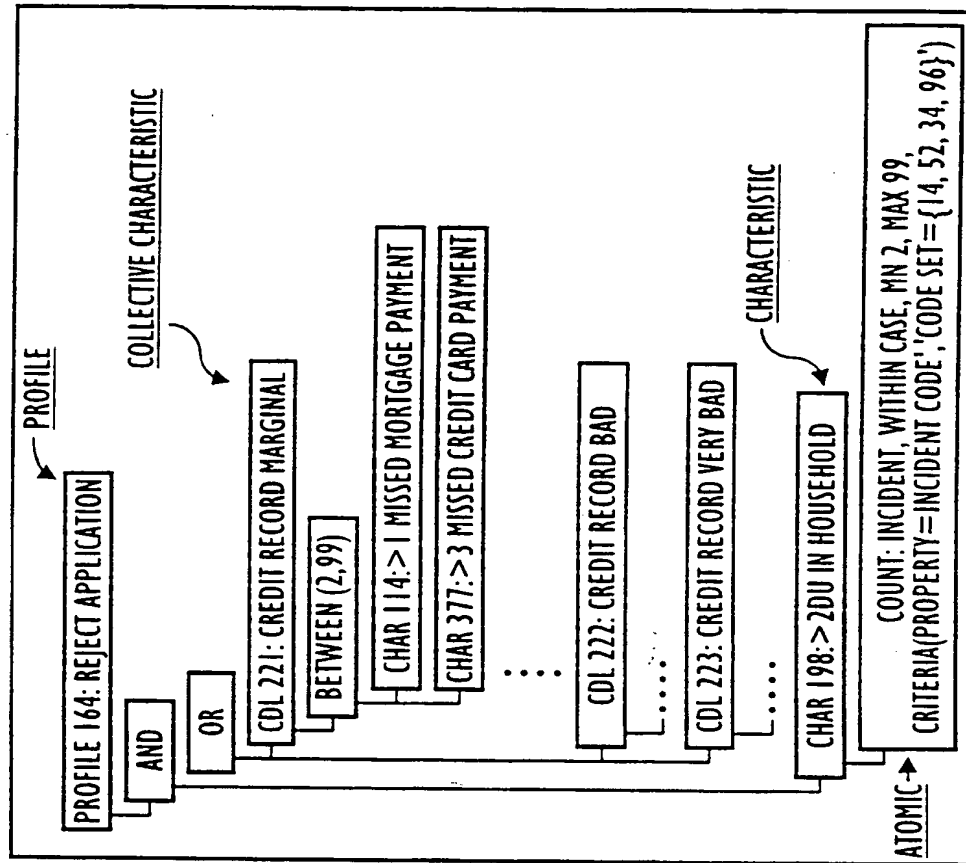 PROFILE
PROFILE 164: REJECT APPLICATION
AND
OR
COLLECTIVE CHARACTERISTIC
CDL 221: CREDIT RECORD MARGINAL
BETWEEN (2,99)
CHAR 114:>1 MISSED MORTGAGE PAYMENT
CHAR 377:>3 MISSED CREDIT CARD PAYMENT
....
CDL 222: CREDIT RECORD BAD
....
CDL 223: CREDIT RECORD VERY BAD
....
CHARACTERISTIC
CHAR 198:>2DU IN HOUSEHOLD
ATOMIC
COUNT: INCIDENT, WITHIN CASE, MN 2, MAX 99,
CRITERIA(PROPERTY=INCIDENT CODE','CODE SET={14, 52, 34, 96}')